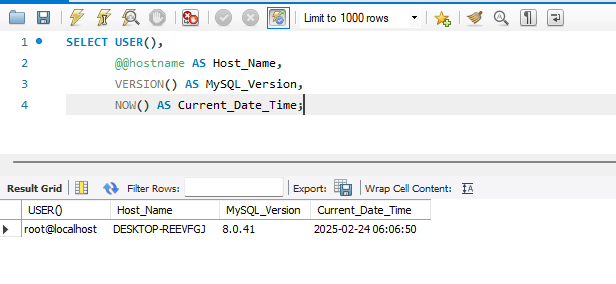 Limit to 1000 rows
1 SELECT USER(),
2 @@hostname AS Host_Name,
3 VERSION() AS MySQL_Version,
4 NOW() AS Current_Date_Time;
Result Grid Filter Rows: Export: Wrap Cell Content:
USER() Host_Name MySQL_Version Current_Date_Time
root@localhost DESKTOP-REEVFGJ 8.0.41 2025-02-24 06:06:50